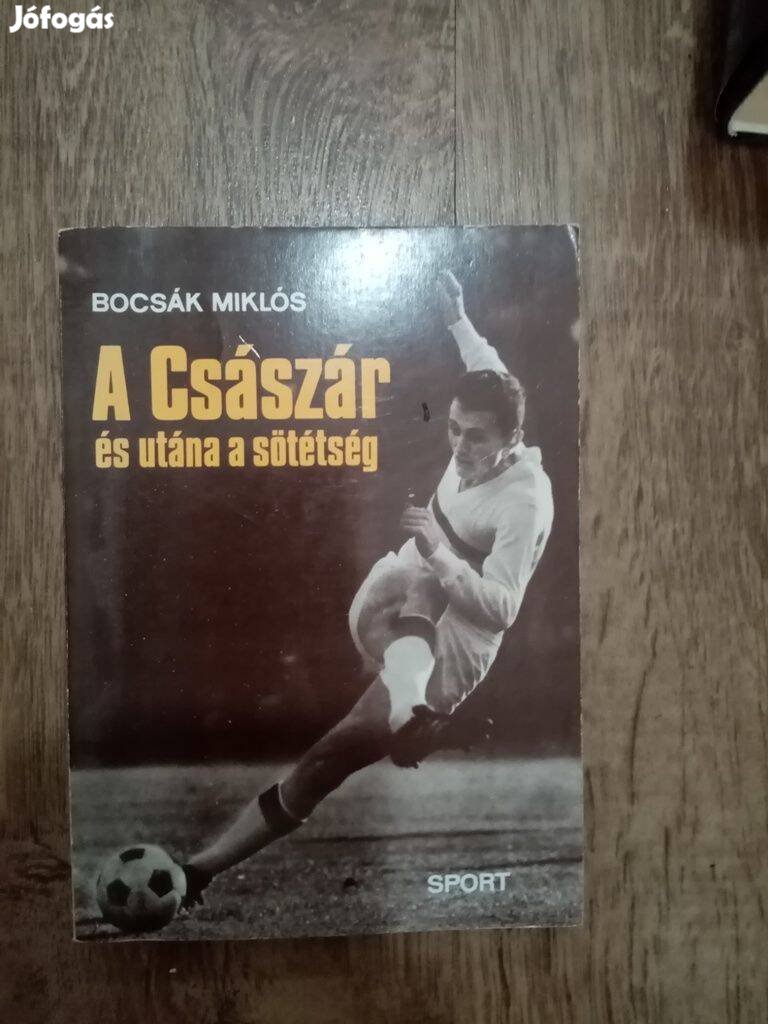 Jófogás
BOCSÁK MIKLÓS
A Császár
és utána a sötétség
SPORT